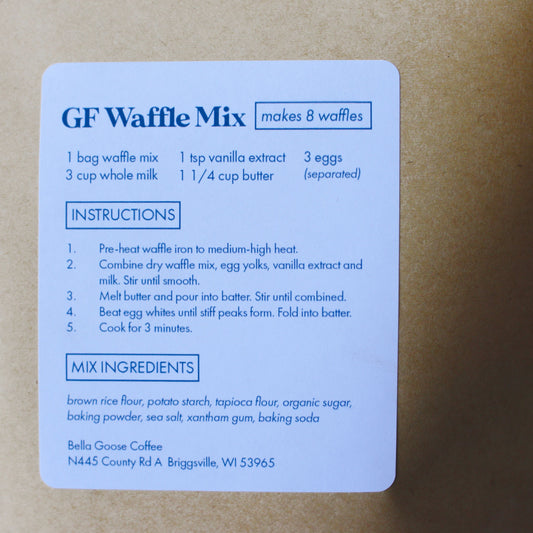 GF Waffle Mix makes 8 waffles
1 bag waffle mix 1 tsp vanilla extract 3 eggs
3 cup whole milk 1 1/4 cup butter (separated)
INSTRUCTIONS
1. Pre-heat waffle iron to medium-high heat.
2. Combine dry waffle mix, egg yolks, vanilla extract and
milk. Stir until smooth.
3. Melt butter and pour into batter. Stir until combined.
4. Beat egg whites until stiff peaks form. Fold into batter.
5. Cook for 3 minutes.
MIX INGREDIENTS
brown rice flour, potato starch, tapioca flour, organic sugar,
baking powder, sea salt, xantham gum, baking soda
Bella Goose Coffee
N445 County Rd A Briggsville, WI 53965